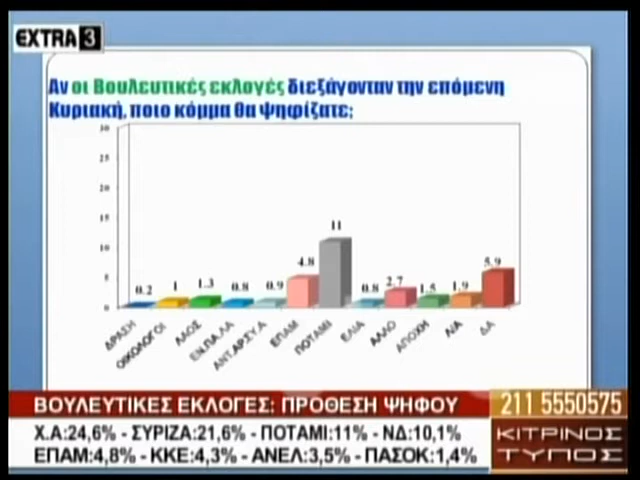 EXTRA 3
Αν οι Βουλευτικές εκλογές διεξάγονταν την επόμενη
Κυριακή, ποιο κόμμα θα ψηφίζατε;
30
25
20
15
10
5
0
0.2 1 1.3 0.8 0.9 4.8 11 0.8 2.7 1.5 1.9 5.9
ΔΡΑΣΗ ΟΙΚΟΛΟΓΟΙ ΛΑΟΣ ΕΝ.ΠΑ.ΛΑ ΑΝΤ.ΑΡ.ΣΥ.Α ΕΠΑΜ ΠΟΤΑΜΙ ΕΛΙΑ ΑΛΛΟ ΑΠΟΧΗ Α/Α ΔΑ
ΒΟΥΛΕΥΤΙΚΕΣ ΕΚΛΟΓΕΣ: ΠΡΟΘΕΣΗ ΨΗΦΟΥ
211 5550575
Χ.Α:24,6% - ΣΥΡΙΖΑ:21,6% - ΠΟΤΑΜΙ:11% - ΝΔ:10,1%
ΕΠΑΜ:4,8% - ΚΚΕ:4,3% - ΑΝΕΛ:3,5% - ΠΑΣΟΚ:1,4%
ΚΙΤΡΙΝΟΣ
ΤΥΠΟΣ